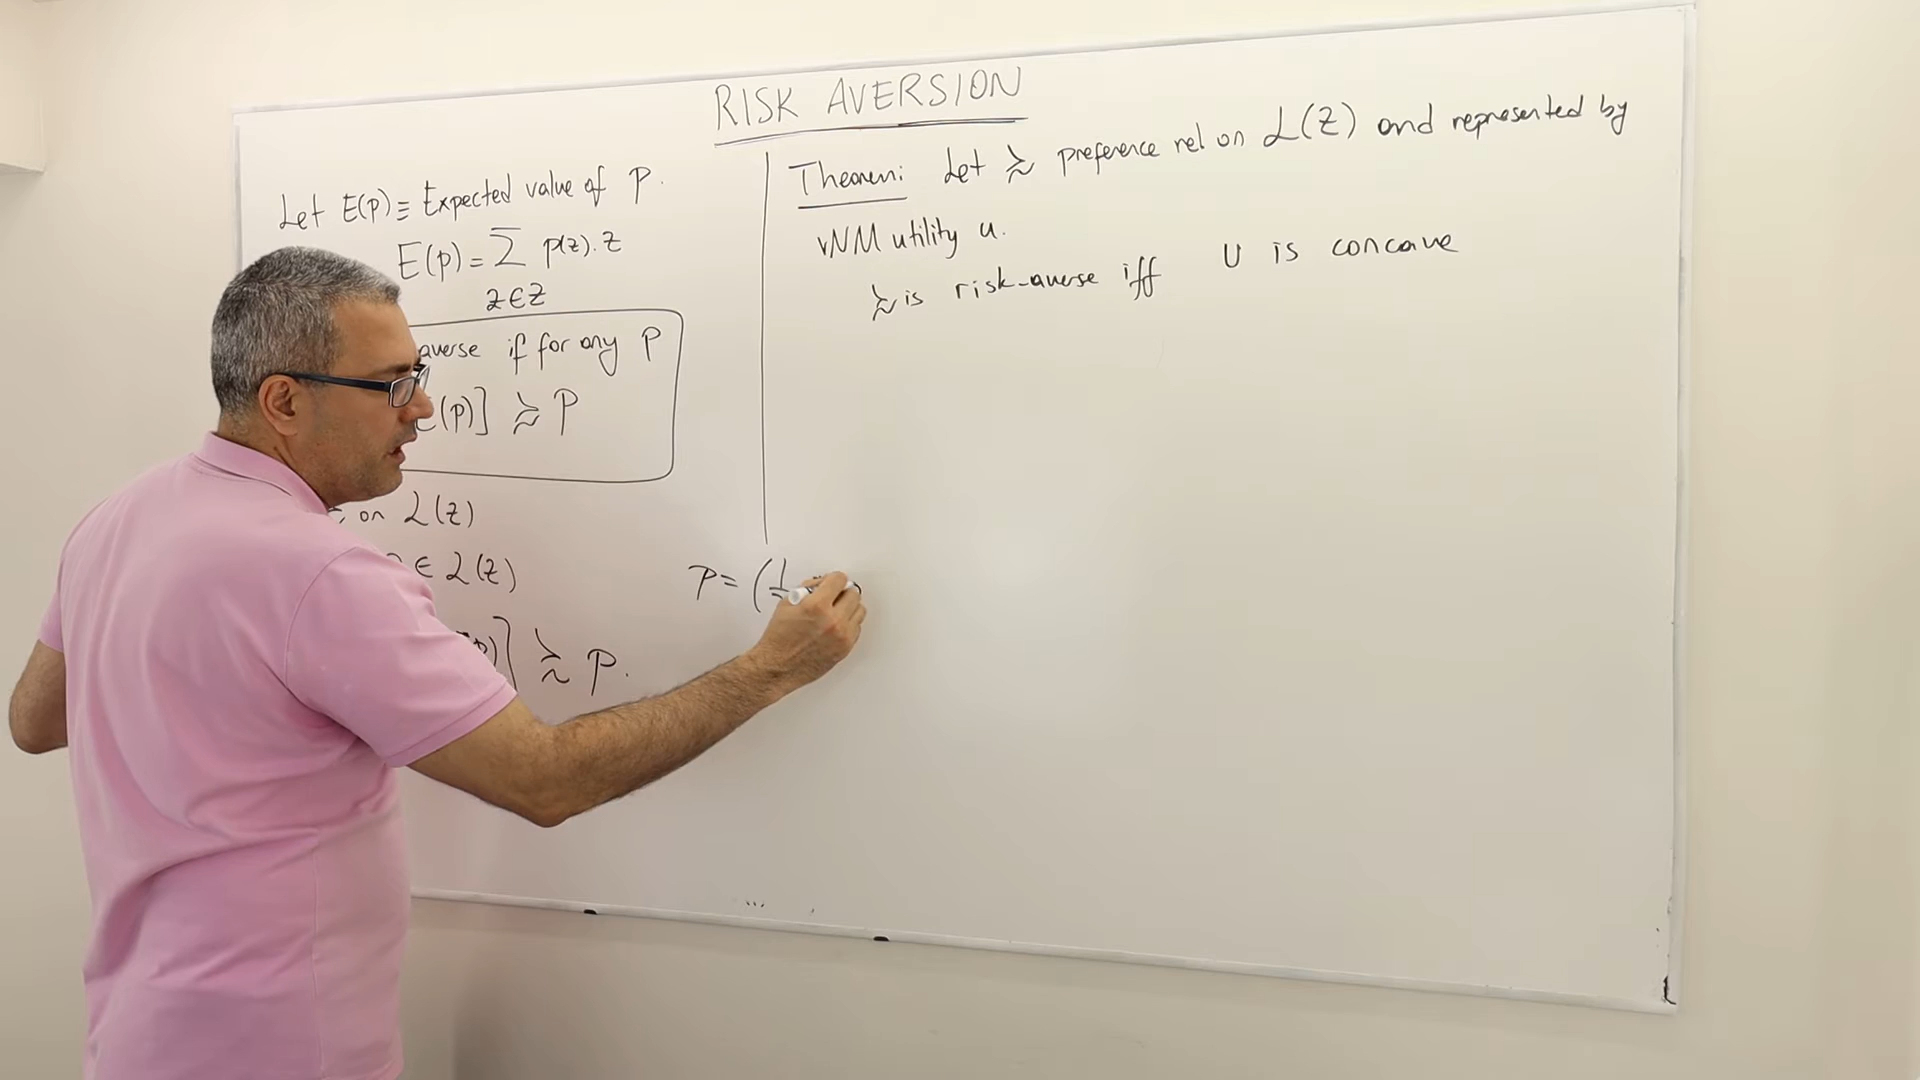 RISK AVERSION
Let E(p) ≡ Expected value of p.
E(p) = Σ p(z).z
z∈Z
averse if for any p
(p)] ≿ p
on L(Z)
∈ L(Z)
] ≿ p.
Theorem: Let ≿ preference rel on L(Z) and represented by
vNM utility u.
≿ is risk-averse iff u is concave
p = (1